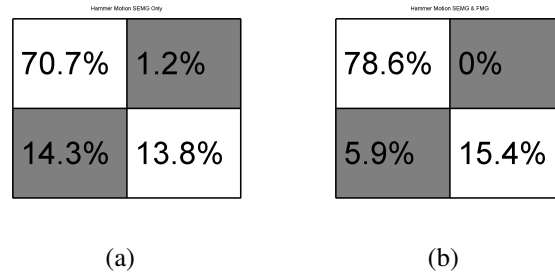 Hammer Motion SEMG Only
70.7% 1.2%
14.3% 13.8%
(a)
Hammer Motion SEMG & FMG
78.6% 0%
5.9% 15.4%
(b)